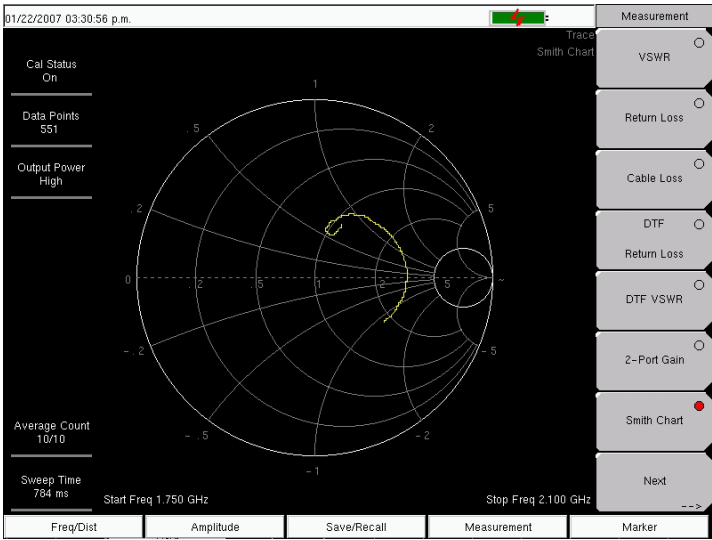 01/22/2007 03:30:56 p.m.
Measurement
Trace
Smith Chart
Cal Status
On
Data Points
551
Output Power
High
Average Count
10/10
Sweep Time
784 ms
1
.5
2
.2
5
0
.2
.5
1
2
5
~
-.2
-5
-.5
-2
-1
Start Freq 1.750 GHz
Stop Freq 2.100 GHz
VSWR
Return Loss
Cable Loss
DTF
Return Loss
DTF VSWR
2-Port Gain
Smith Chart
Next
-->
Freq/Dist
Amplitude
Save/Recall
Measurement
Marker